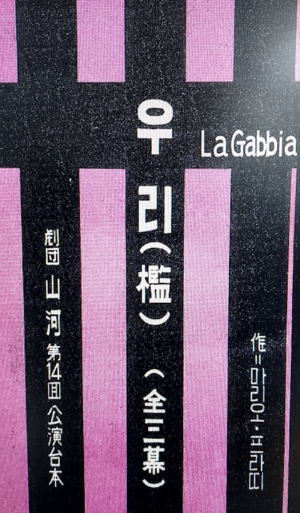 우리(檻) (全三幕)
La Gabbia
劇団 山河 第14回 公演台本
作=마리오·프라띠